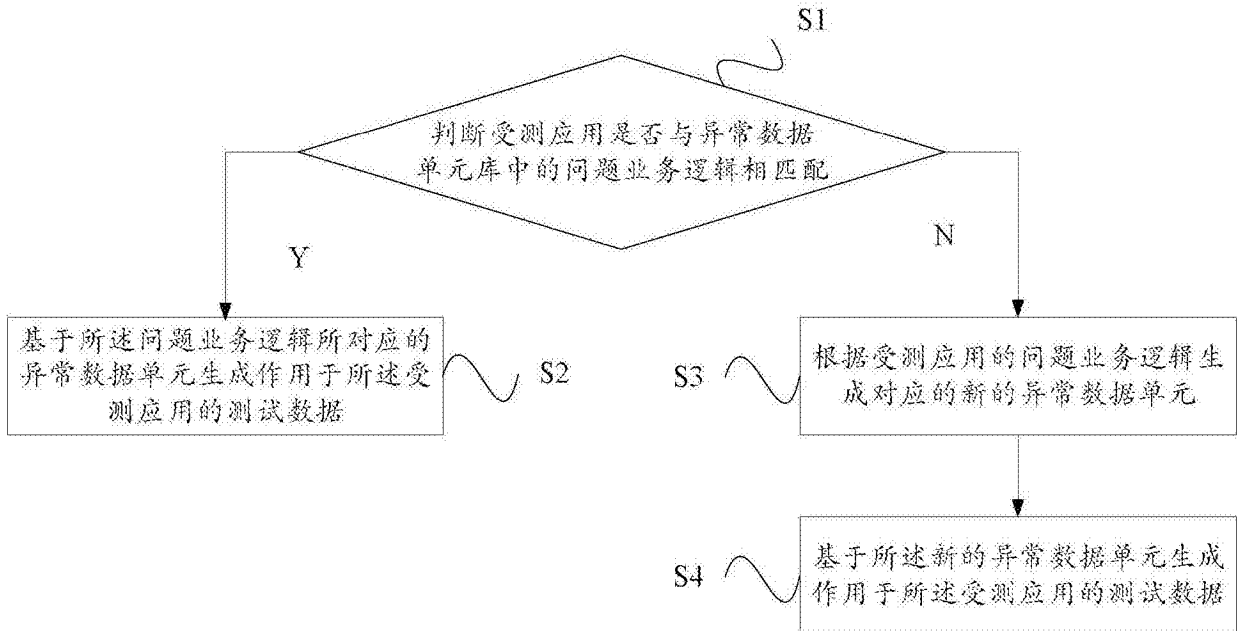 S1
判断受测应用是否与异常数据
单元库中的问题业务逻辑相匹配
Y
N
基于所述问题业务逻辑所对应的
异常数据单元生成作用于所述受
测应用的测试数据
S2
S3
根据受测应用的问题业务逻辑生
成对应的新的异常数据单元
S4
基于所述新的异常数据单元生成
作用于所述受测应用的测试数据